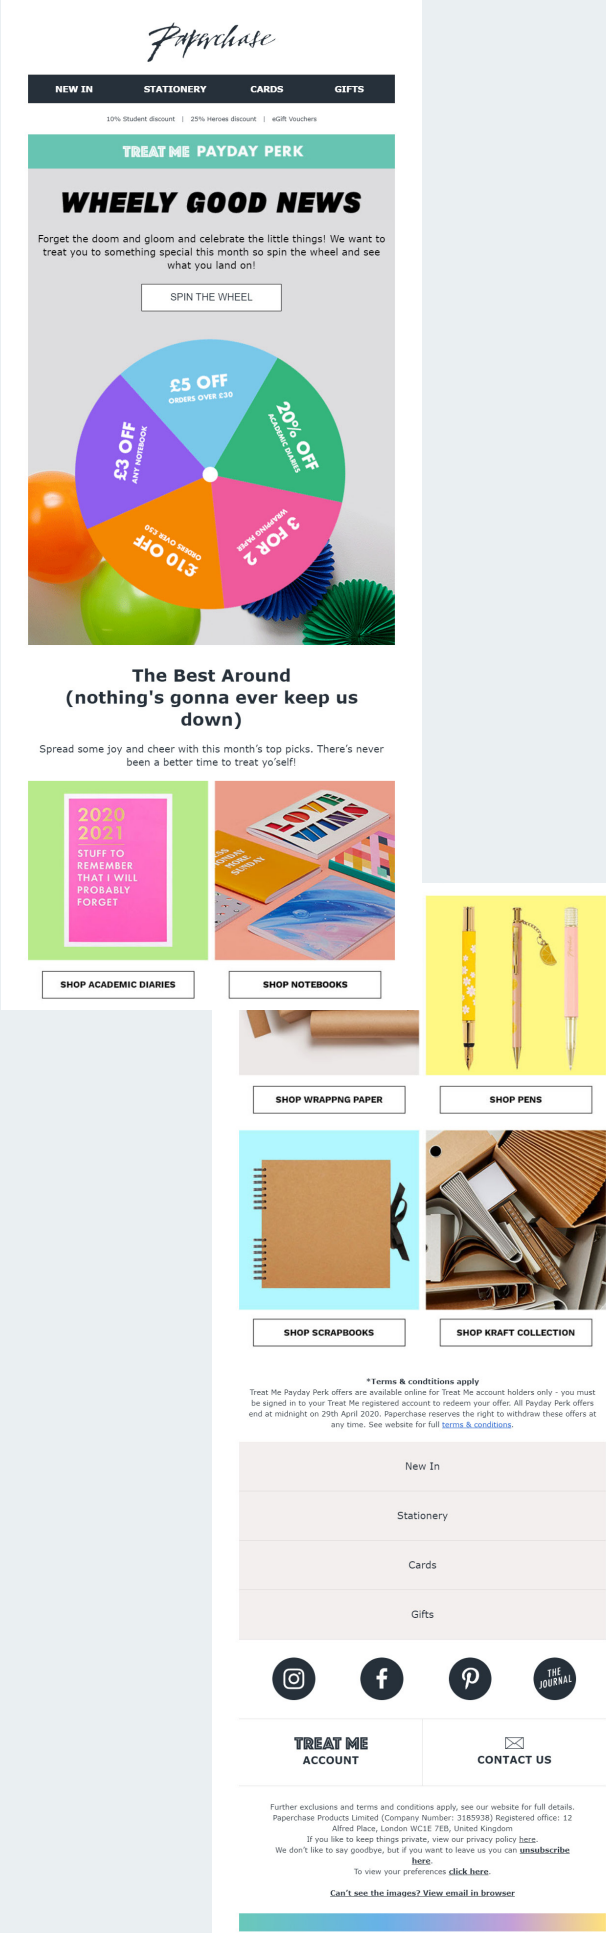 Paperchase
NEW IN STATIONERY CARDS GIFTS
10% Student discount | 25% Heroes discount | eGift Vouchers
TREAT ME PAYDAY PERK
WHEELY GOOD NEWS
Forget the doom and gloom and celebrate the little things! We want to
treat you to something special this month so spin the wheel and see
what you land on!
SPIN THE WHEEL
£5 OFF
ORDERS OVER £30
20% OFF
ACADEMIC DIARIES
3 FOR 2
WRAPPING PAPER
£10 OFF
ORDERS OVER £50
£3 OFF
ANY NOTEBOOK
The Best Around
(nothing's gonna ever keep us
down)
Spread some joy and cheer with this month's top picks. There's never
been a better time to treat yo'self!
2020
2021
STUFF TO
REMEMBER
THAT I WILL
PROBABLY
FORGET
LOVE
WINS
LESS
MONDAY
MORE
SUNDAY
SHOP ACADEMIC DIARIES
SHOP NOTEBOOKS
SHOP WRAPPNG PAPER
SHOP PENS
SHOP SCRAPBOOKS
SHOP KRAFT COLLECTION
*Terms & condtitions apply
Treat Me Payday Perk offers are available online for Treat Me account holders only - you must
be signed in to your Treat Me registered account to redeem your offer. All Payday Perk offers
end at midnight on 29th April 2020. Paperchase reserves the right to withdraw these offers at
any time. See website for full terms & conditions.
New In
Stationery
Cards
Gifts
THE
JOURNAL
TREAT ME
ACCOUNT
CONTACT US
Further exclusions and terms and conditions apply, see our website for full details.
Paperchase Products Limited (Company Number: 3185938) Registered office: 12
Alfred Place, London WC1E 7EB, United Kingdom
If you like to keep things private, view our privacy policy here.
We don't like to say goodbye, but if you want to leave us you can unsubscribe
here.
To view your preferences click here.
Can't see the images? View email in browser